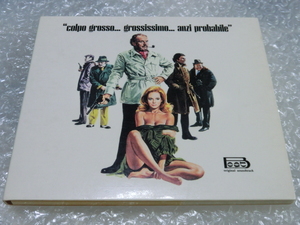 "colpo grosso... grossissimo... anzi probabile"
original soundtrack